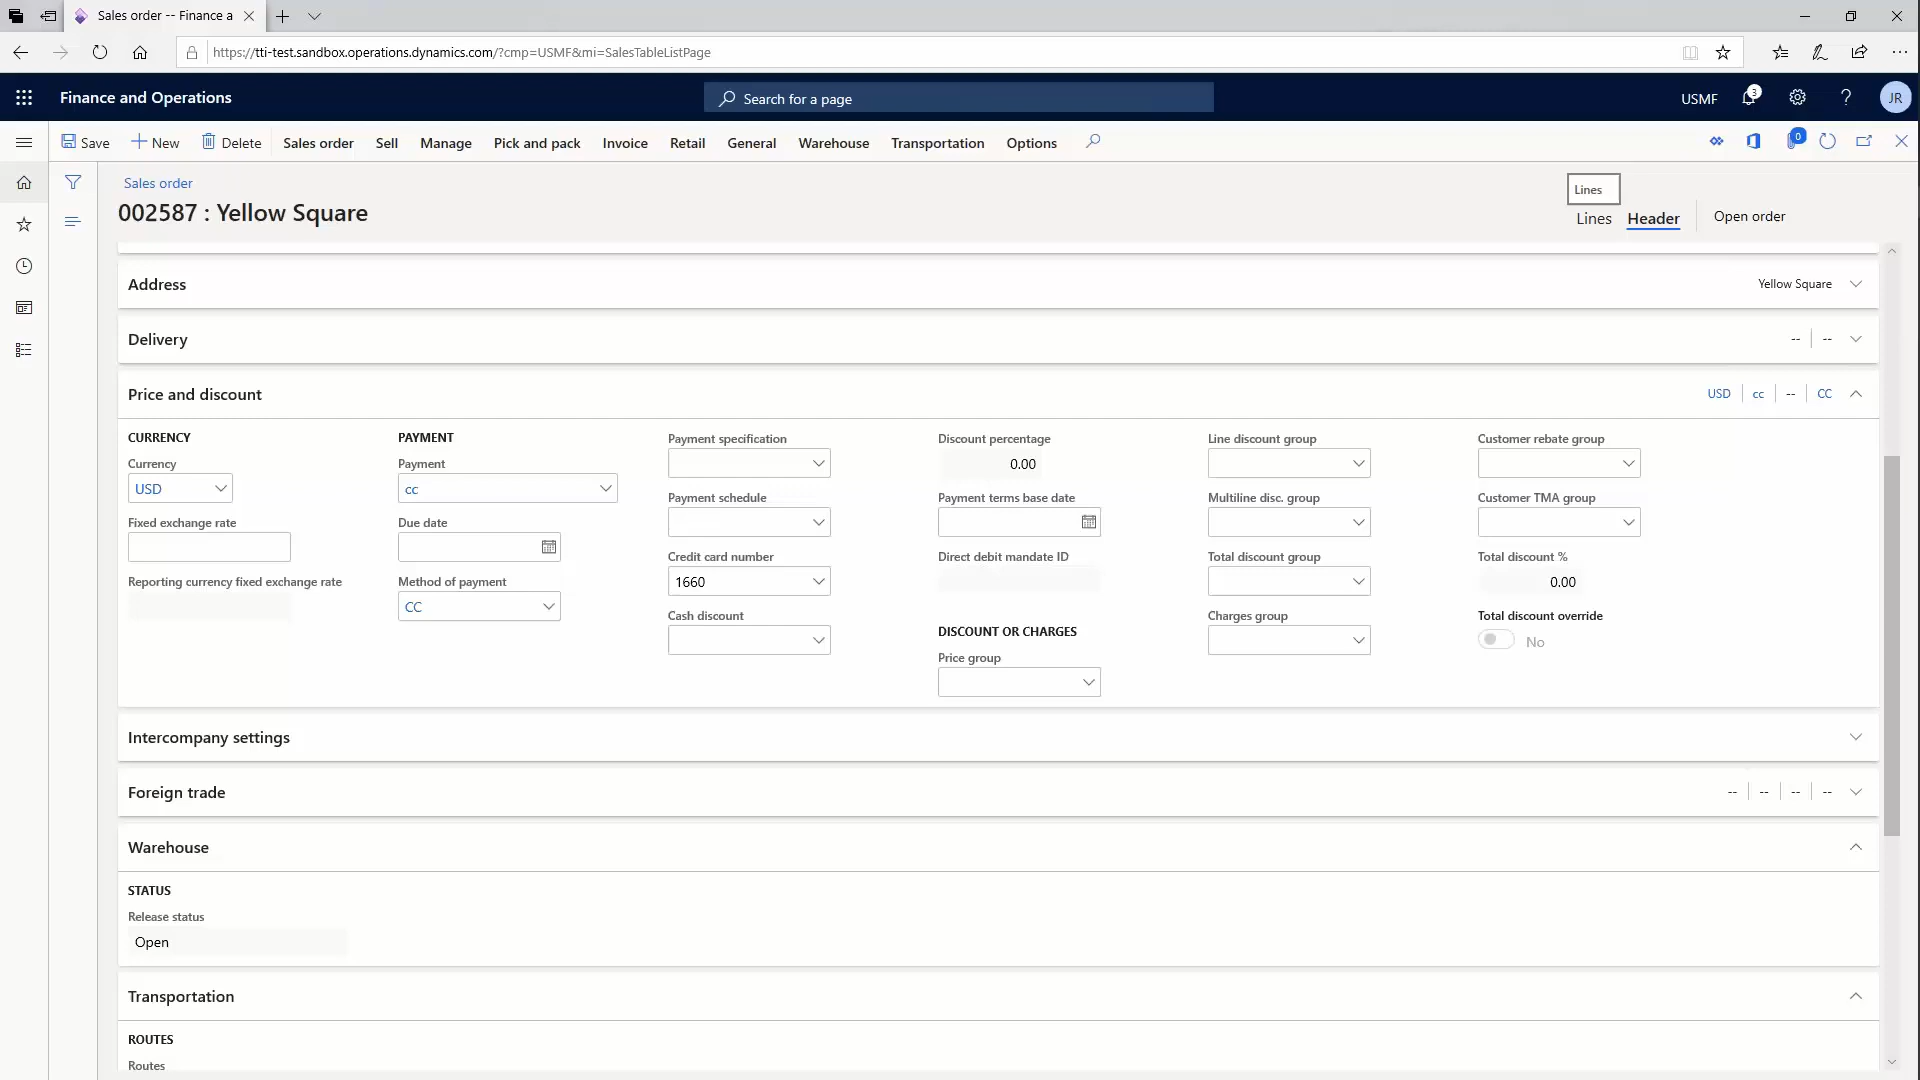 Sales order -- Finance a
https://tti-test.sandbox.operations.dynamics.com/?cmp=USMF&mi=SalesTableListPage
Finance and Operations
Search for a page
USMF
3
JR
Save
New
Delete
Sales order
Sell
Manage
Pick and pack
Invoice
Retail
General
Warehouse
Transportation
Options
0
Sales order
002587 : Yellow Square
Lines
Lines
Header
Open order
Address
Yellow Square
Delivery
--
--
Price and discount
USD
cc
--
CC
CURRENCY
Currency
USD
Fixed exchange rate
Reporting currency fixed exchange rate
PAYMENT
Payment
cc
Due date
Method of payment
CC
Payment specification
Payment schedule
Credit card number
1660
Cash discount
Discount percentage
0.00
Payment terms base date
Direct debit mandate ID
DISCOUNT OR CHARGES
Price group
Line discount group
Multiline disc. group
Total discount group
Charges group
Customer rebate group
Customer TMA group
Total discount %
0.00
Total discount override
No
Intercompany settings
Foreign trade
--
--
--
--
Warehouse
STATUS
Release status
Open
Transportation
ROUTES
Routes